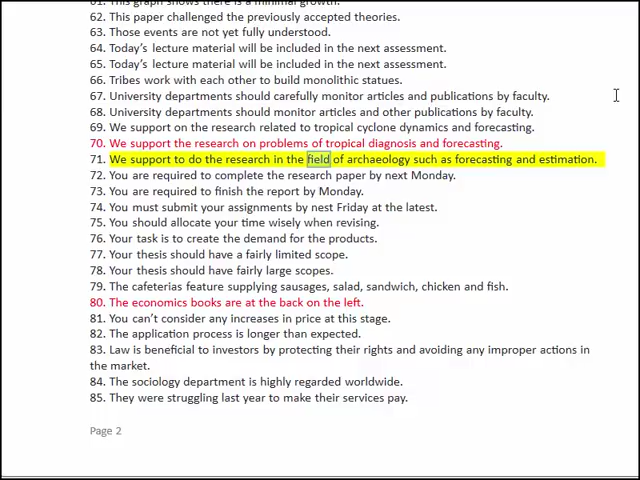 61. This graph shows there is a minimal growth.
62. This paper challenged the previously accepted theories.
63. Those events are not yet fully understood.
64. Today's lecture material will be included in the next assessment.
65. Today's lecture material will be included in the next assessment.
66. Tribes work with each other to build monolithic statues.
67. University departments should carefully monitor articles and publications by faculty.
68. University departments should monitor articles and other publications by faculty.
69. We support on the research related to tropical cyclone dynamics and forecasting.
70. We support the research on problems of tropical diagnosis and forecasting.
71. We support to do the research in the field of archaeology such as forecasting and estimation.
72. You are required to complete the research paper by next Monday.
73. You are required to finish the report by Monday.
74. You must submit your assignments by nest Friday at the latest.
75. You should allocate your time wisely when revising.
76. Your task is to create the demand for the products.
77. Your thesis should have a fairly limited scope.
78. Your thesis should have fairly large scopes.
79. The cafeterias feature supplying sausages, salad, sandwich, chicken and fish.
80. The economics books are at the back on the left.
81. You can't consider any increases in price at this stage.
82. The application process is longer than expected.
83. Law is beneficial to investors by protecting their rights and avoiding any improper actions in
the market.
84. The sociology department is highly regarded worldwide.
85. They were struggling last year to make their services pay.
Page 2